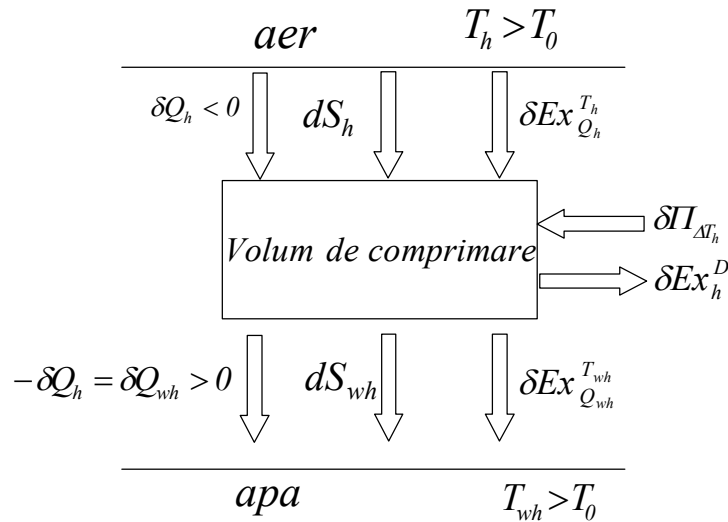 aer T_h > T_0
δQ_h < 0 dS_h δEx_{Q_h}^{T_h}
Volum de comprimare
δΠ_{ΔT_h}
δEx_h^D
−δQ_h = δQ_{wh} > 0 dS_{wh} δEx_{Q_{wh}}^{T_{wh}}
apa T_{wh} > T_0